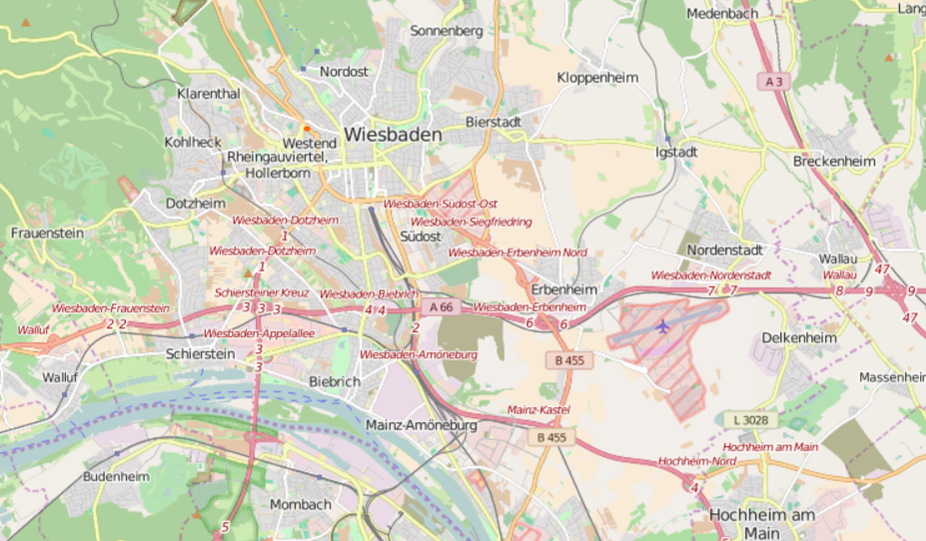 Medenbach
Lang
Sonnenberg
Nordost
Kloppenheim
A 3
Klarenthal
Bierstadt
Wiesbaden
Kohlheck
Westend
Igstadt
Rheingauviertel,
Hollerborn
Breckenheim
Dotzheim
Wiesbaden-Südost-Ost
Wiesbaden-Dotzheim
1
Wiesbaden-Siegfriedring
Frauenstein
Südost
Wiesbaden-Dotzheim
1
Wiesbaden-Erbenheim Nord
Nordenstadt
Wallau
47
Wiesbaden-Nordenstadt
Wallau
Schiersteiner Kreuz
Wiesbaden-Biebrich
Erbenheim
7 7
8
9
9
Wiesbaden-Frauenstein
3 3 3
4 4
A 66
Wiesbaden-Erbenheim
47
2 2
6
6
Walluf
Wiesbaden-Appelallee
2
Delkenheim
3
Schierstein
Wiesbaden-Amöneburg
B 455
3
Walluf
Biebrich
Massenhei
Mainz-Kastel
Mainz-Amöneburg
L 3028
B 455
Hochheim am Main
Hochheim-Nord
Budenheim
4
Mombach
Hochheim am
Main
5